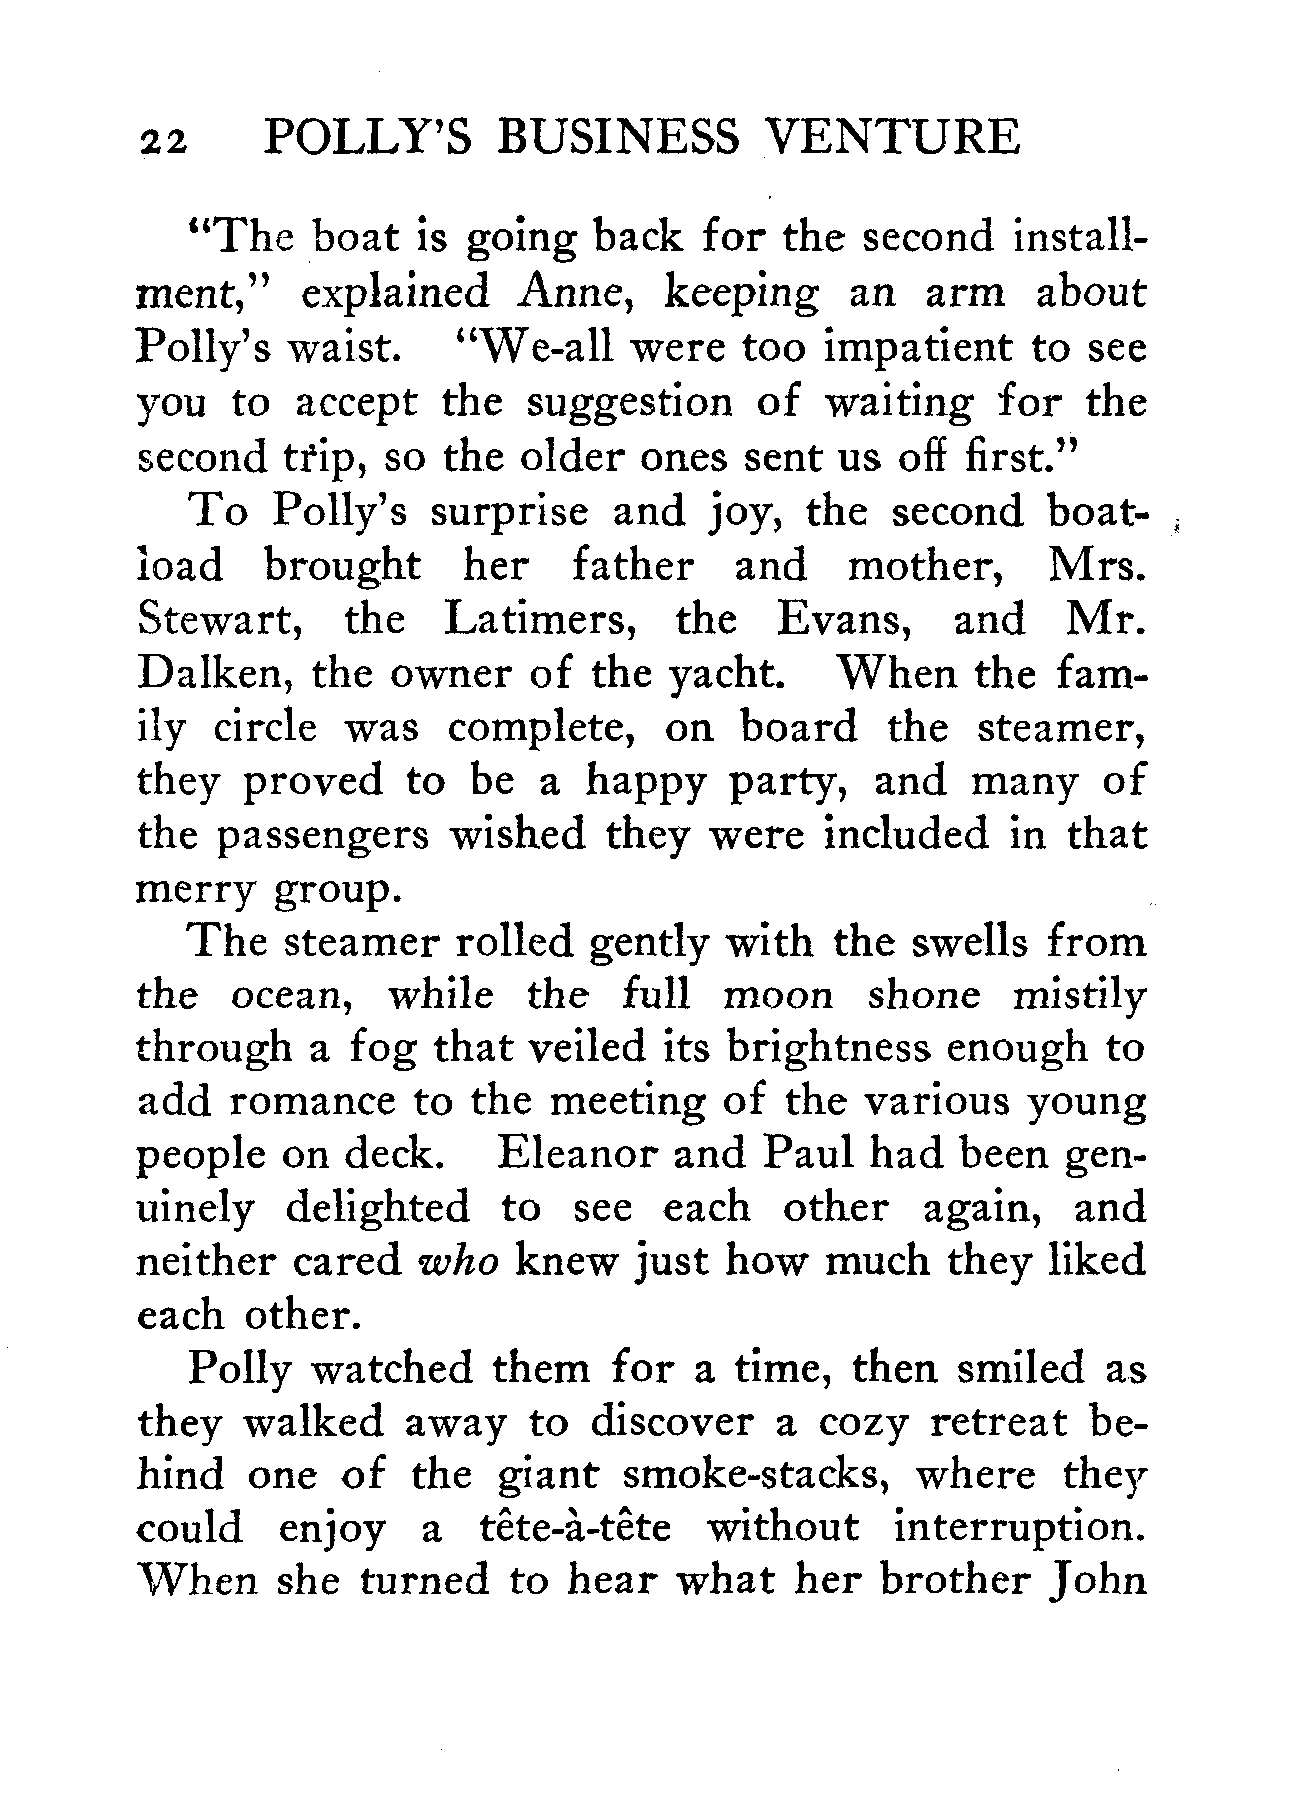 22 POLLY'S BUSINESS VENTURE
"The boat is going back for the second install-
ment," explained Anne, keeping an arm about
Polly's waist. "We-all were too impatient to see
you to accept the suggestion of waiting for the
second trip, so the older ones sent us off first."
To Polly's surprise and joy, the second boat-
load brought her father and mother, Mrs.
Stewart, the Latimers, the Evans, and Mr.
Dalken, the owner of the yacht. When the fam-
ily circle was complete, on board the steamer,
they proved to be a happy party, and many of
the passengers wished they were included in that
merry group.
The steamer rolled gently with the swells from
the ocean, while the full moon shone mistily
through a fog that veiled its brightness enough to
add romance to the meeting of the various young
people on deck. Eleanor and Paul had been gen-
uinely delighted to see each other again, and
neither cared who knew just how much they liked
each other.
Polly watched them for a time, then smiled as
they walked away to discover a cozy retreat be-
hind one of the giant smoke-stacks, where they
could enjoy a tête-à-tête without interruption.
When she turned to hear what her brother John